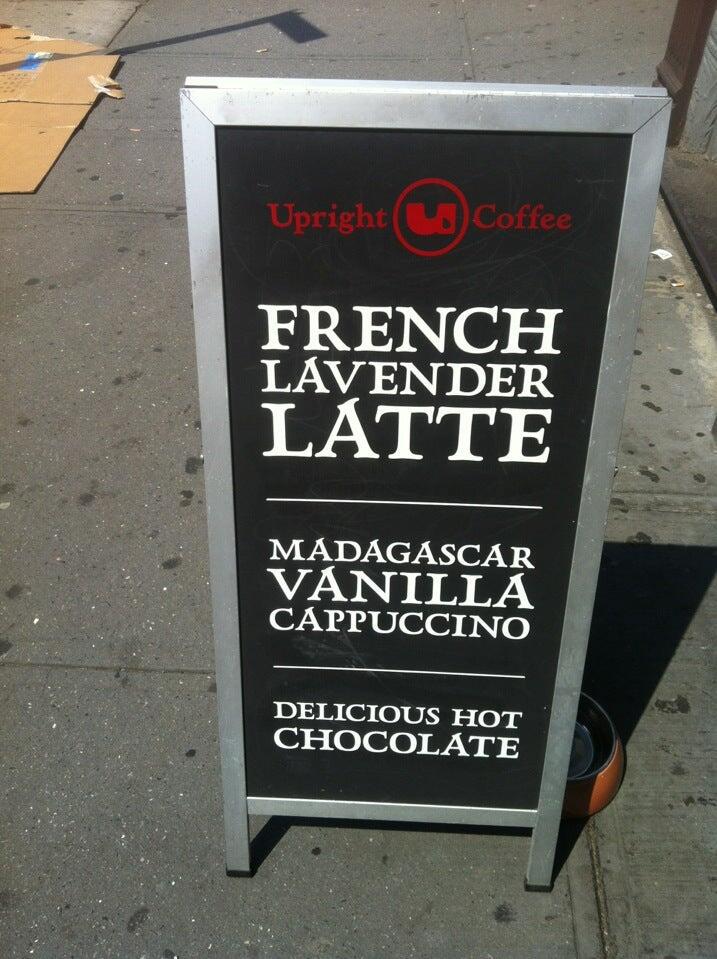 Upright U Coffee
FRENCH
LAVENDER
LATTE
MADAGASCAR
VANILLA
CAPPUCCINO
DELICIOUS HOT
CHOCOLATE